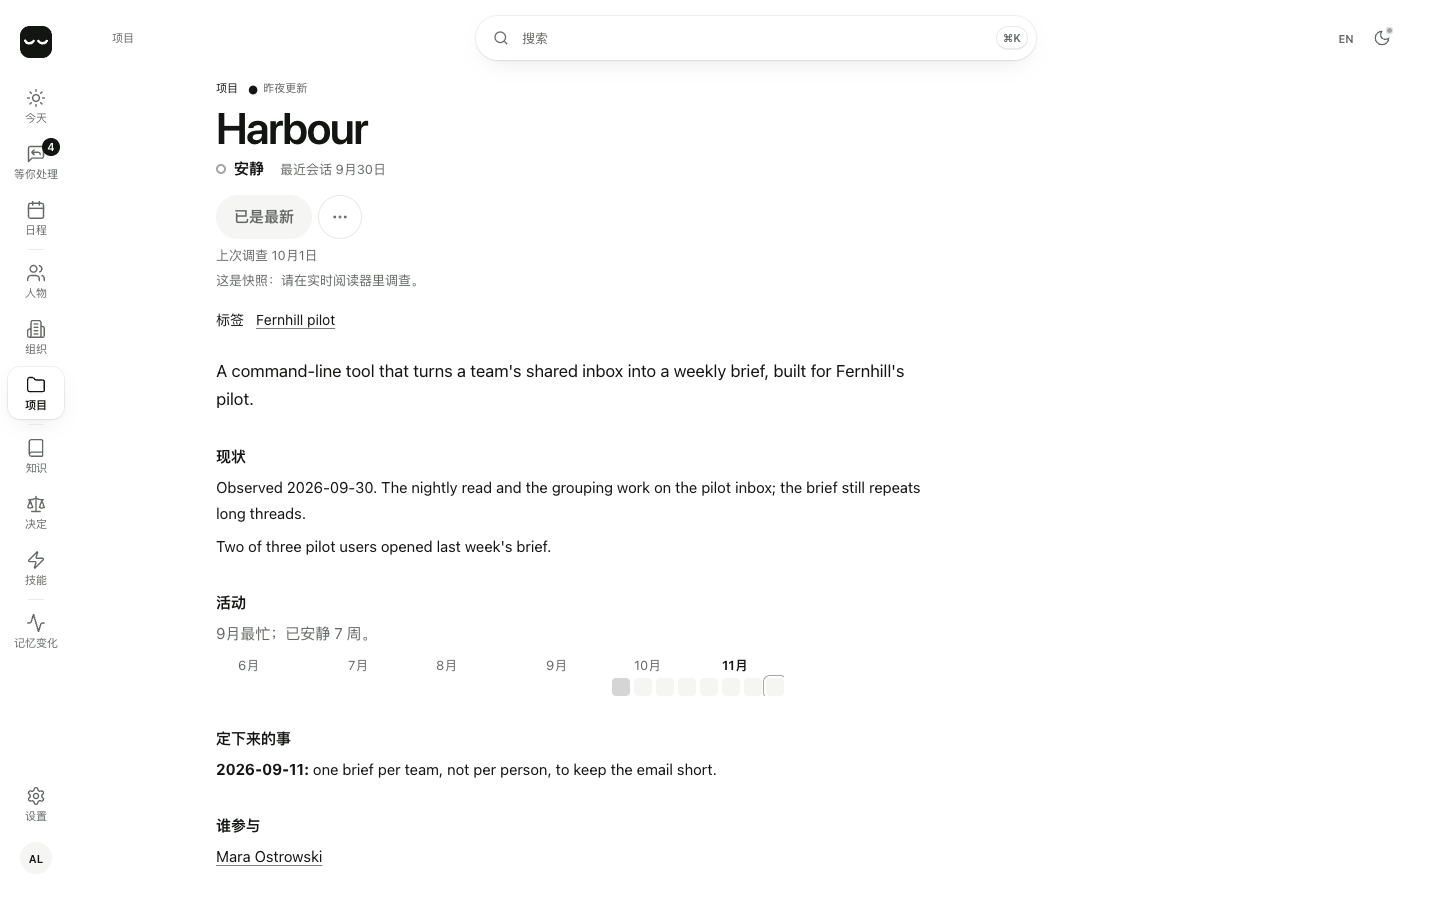 项目
搜索
⌘K
EN
今天
4
等你处理
日程
人物
组织
项目
知识
决定
技能
记忆变化
设置
AL
项目 昨夜更新
Harbour
安静 最近会话 9月30日
已是最新
上次调查 10月1日
这是快照：请在实时阅读器里调查。
标签 Fernhill pilot
A command-line tool that turns a team's shared inbox into a weekly brief, built for Fernhill's
pilot.
现状
Observed 2026-09-30. The nightly read and the grouping work on the pilot inbox; the brief still repeats
long threads.
Two of three pilot users opened last week's brief.
活动
9月最忙；已安静 7 周。
6月 7月 8月 9月 10月 11月
定下来的事
2026-09-11: one brief per team, not per person, to keep the email short.
谁参与
Mara Ostrowski